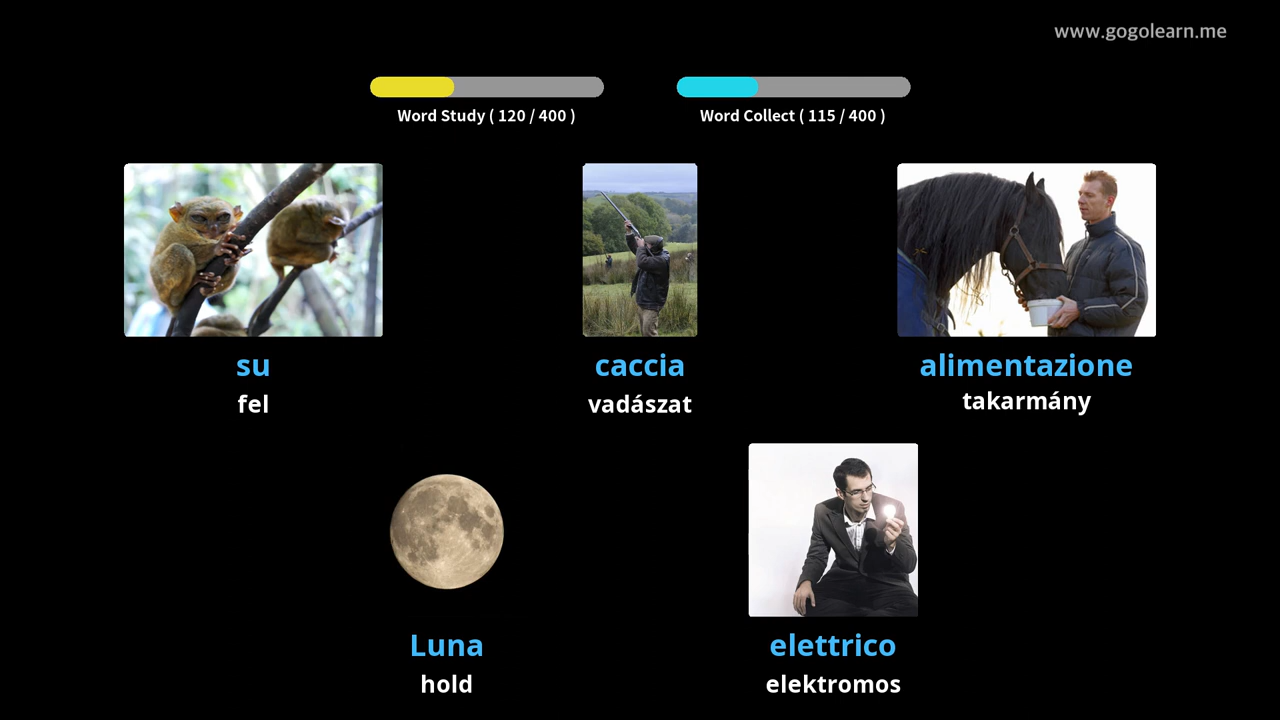 www.gogolearn.me
Word Study ( 120 / 400 )
Word Collect ( 115 / 400 )
su
caccia
alimentazione
fel
vadászat
takarmány
Luna
elettrico
hold
elektromos